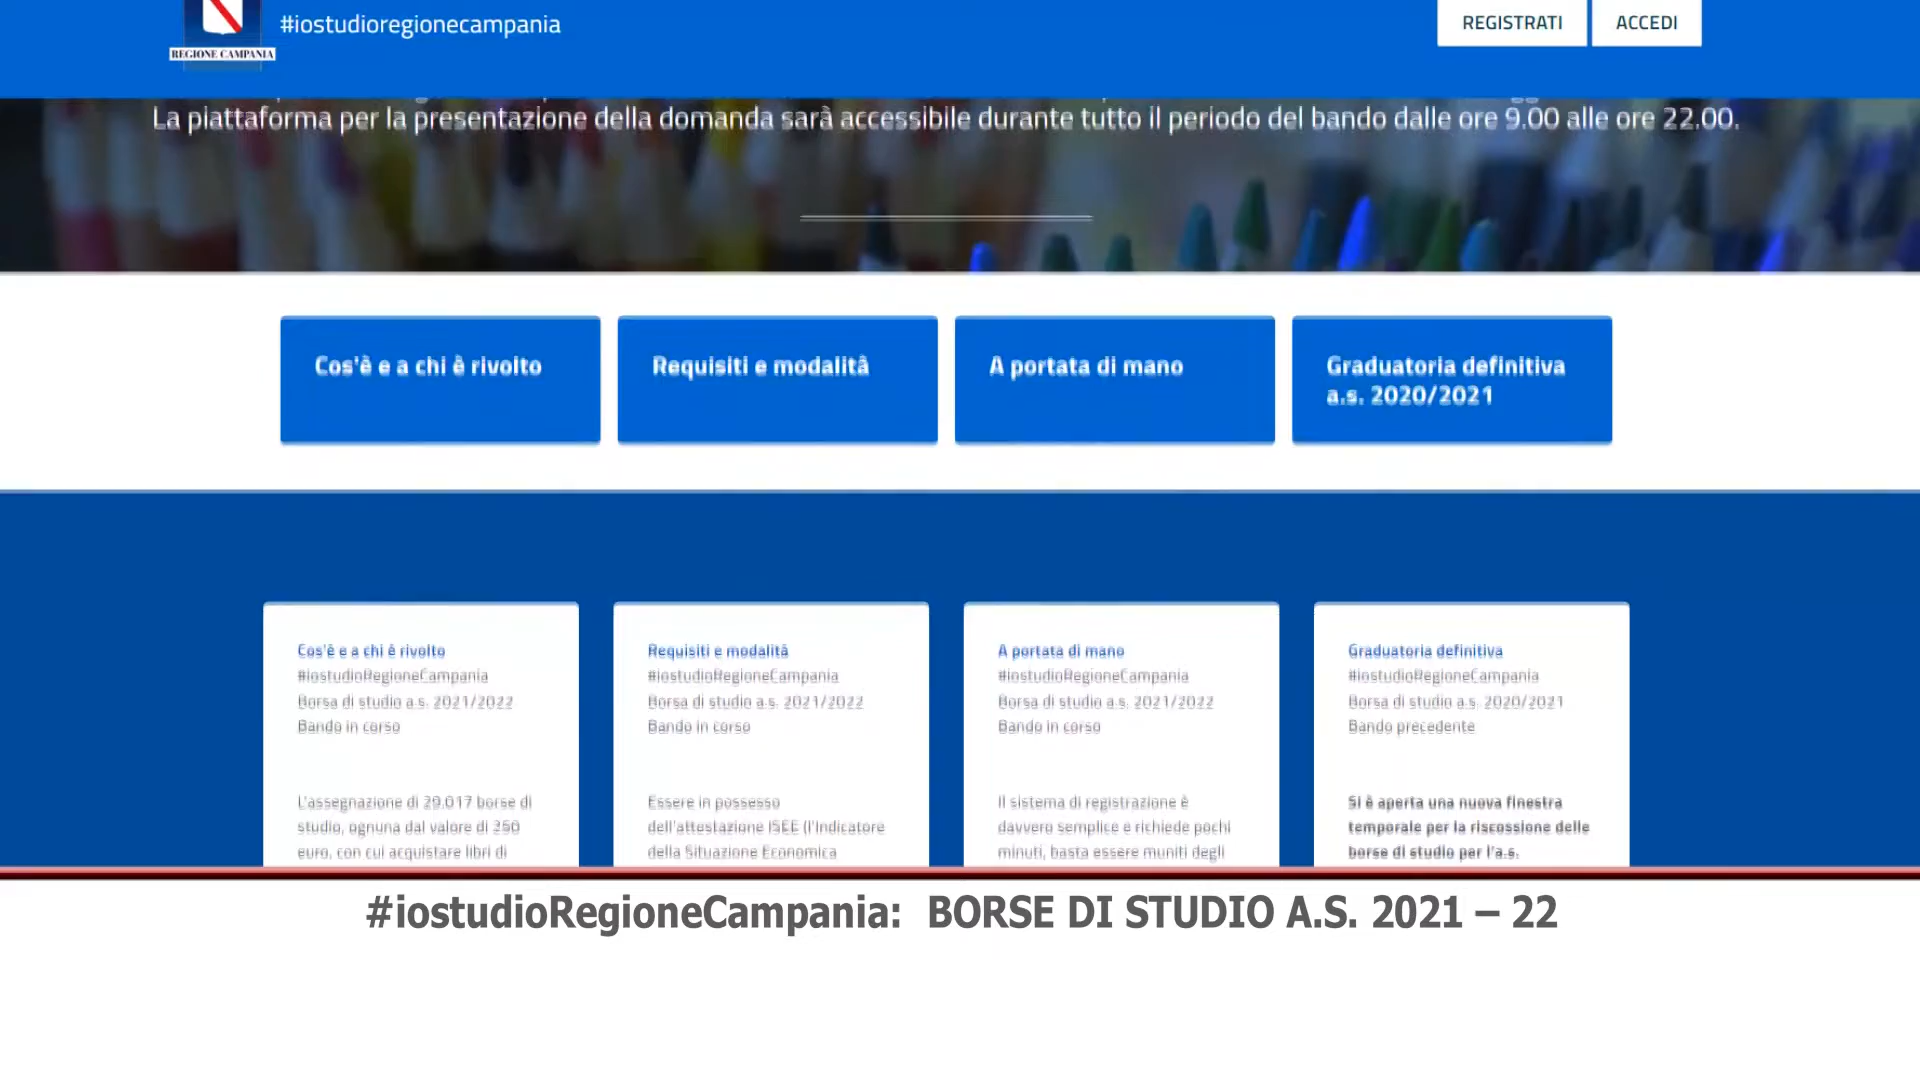 #iostudioregionecampania
REGISTRATI
ACCEDI
REGIONE CAMPANIA
La piattaforma per la presentazione della domanda sarà accessibile durante tutto il periodo del bando dalle ore 9.00 alle ore 22.00.
Cos'è e a chi è rivolto
Requisiti e modalità
A portata di mano
Graduatoria definitiva
a.s. 2020/2021
Cos'è e a chi è rivolto
#iostudioRegioneCampania
Borsa di studio a.s. 2021/2022
Bando in corso
L'assegnazione di 29.017 borse di
studio, ognuna dal valore di 250
euro, con cui acquistare libri di
Requisiti e modalità
#iostudioRegioneCampania
Borsa di studio a.s. 2021/2022
Bando in corso
Essere in possesso
dell'attestazione ISEE (l'Indicatore
della Situazione Economica
A portata di mano
#iostudioRegioneCampania
Borsa di studio a.s. 2021/2022
Bando in corso
Il sistema di registrazione è
davvero semplice e richiede pochi
minuti, basta essere muniti degli
Graduatoria definitiva
#iostudioRegioneCampania
Borsa di studio a.s. 2020/2021
Bando precedente
Si è aperta una nuova finestra
temporale per la riscossione delle
borse di studio per l'a.s.
#iostudioRegioneCampania: BORSE DI STUDIO A.S. 2021 – 22